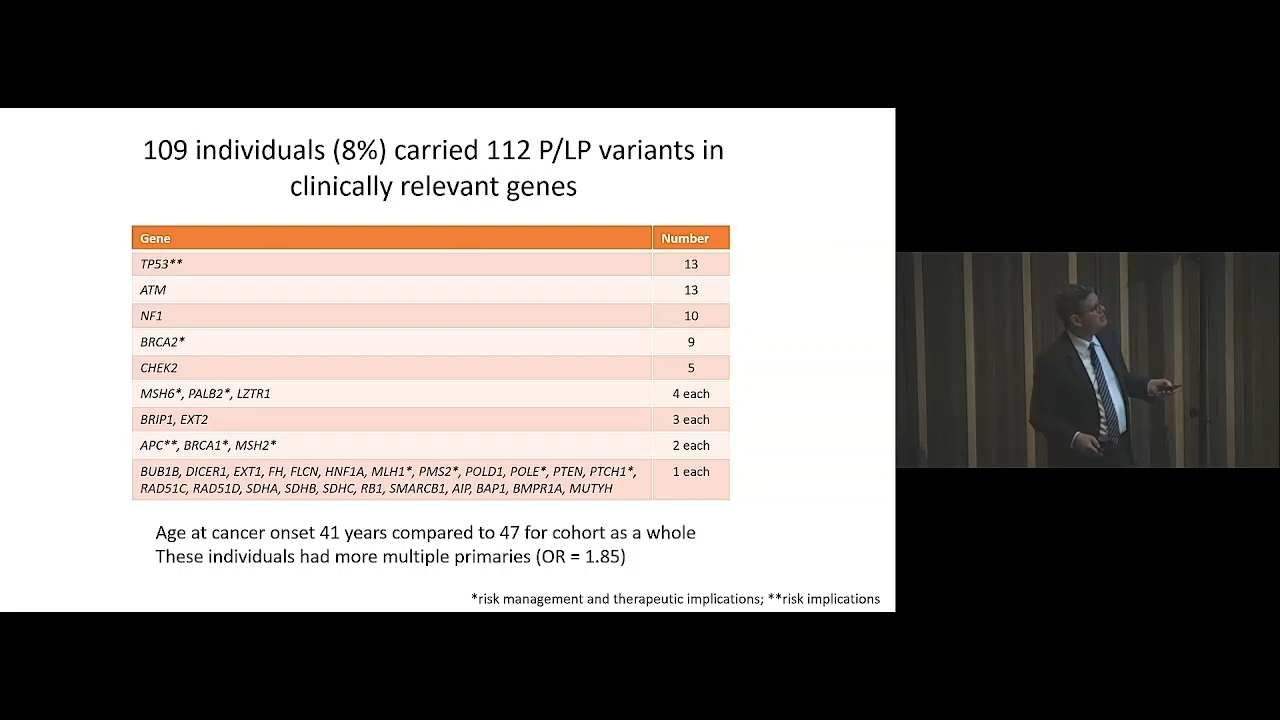 109 individuals (8%) carried 112 P/LP variants in
clinically relevant genes
Gene Number
TP53** 13
ATM 13
NF1 10
BRCA2* 9
CHEK2 5
MSH6*, PALB2*, LZTR1 4 each
BRIP1, EXT2 3 each
APC**, BRCA1*, MSH2* 2 each
BUB1B, DICER1, EXT1, FH, FLCN, HNF1A, MLH1*, PMS2*, POLD1, POLE*, PTEN, PTCH1*, 1 each
RAD51C, RAD51D, SDHA, SDHB, SDHC, RB1, SMARCB1, AIP, BAP1, BMPR1A, MUTYH
Age at cancer onset 41 years compared to 47 for cohort as a whole
These individuals had more multiple primaries (OR = 1.85)
*risk management and therapeutic implications; **risk implications